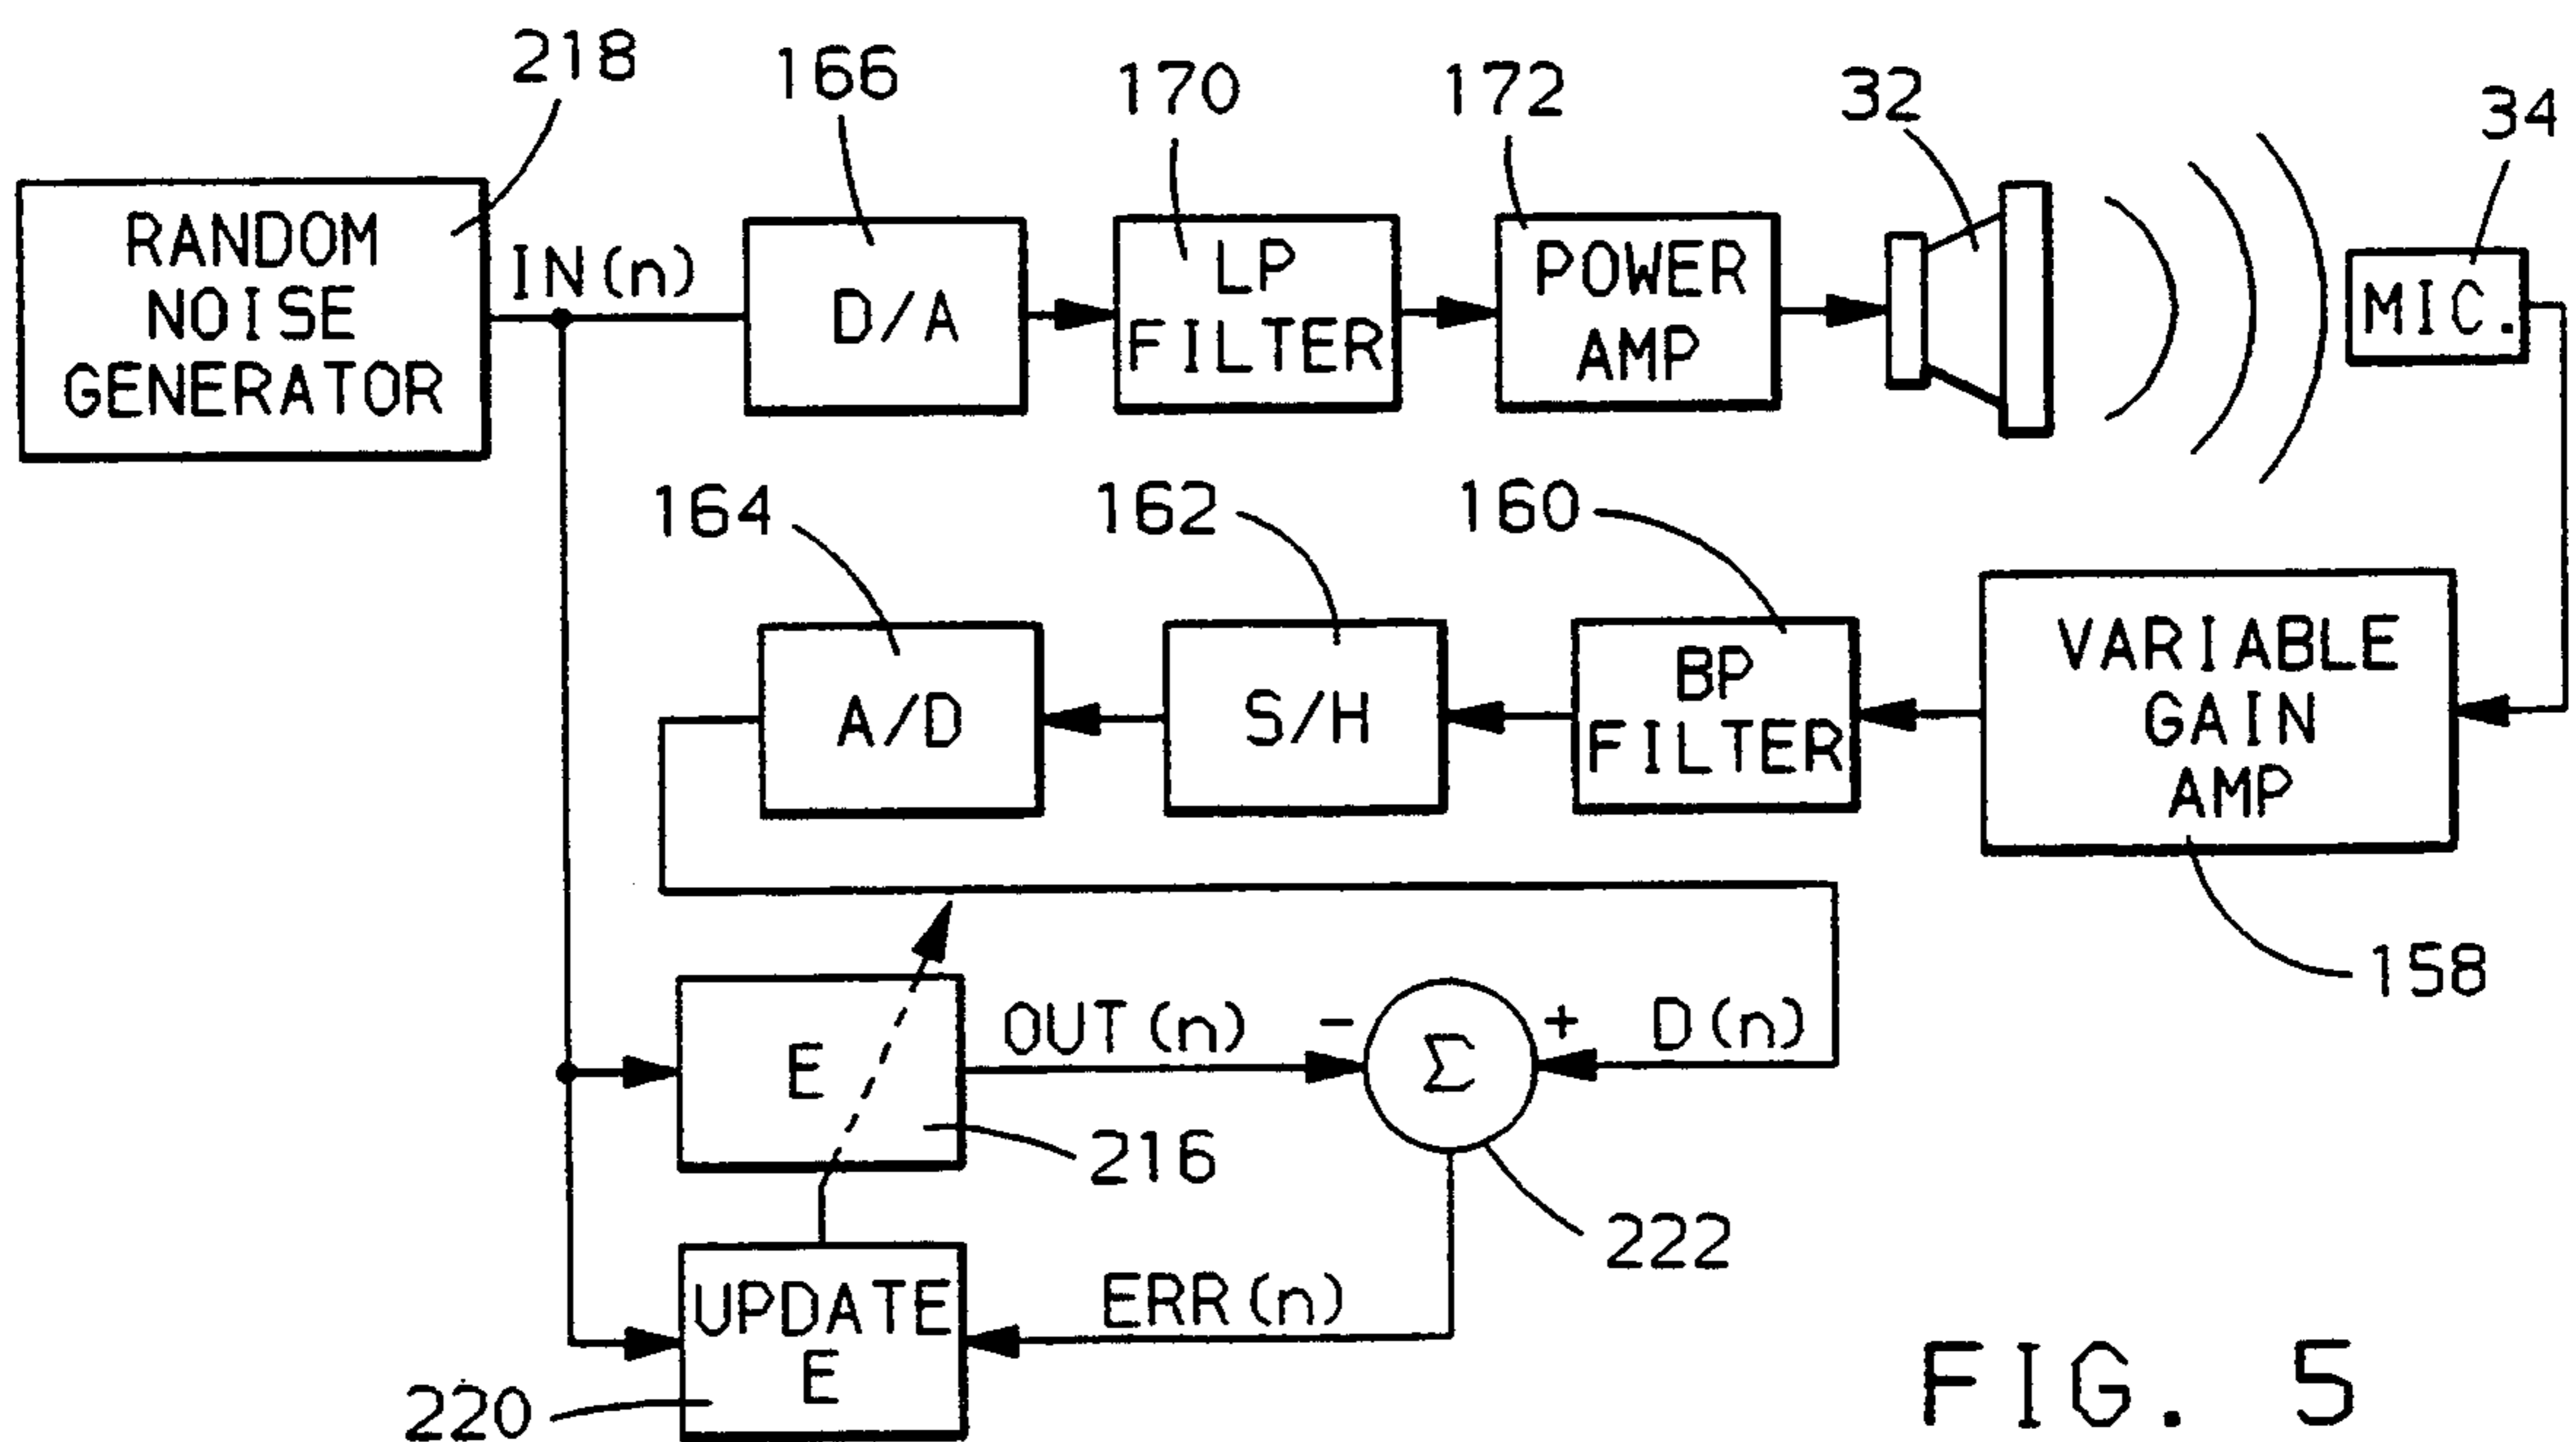 218
166
170
172
32
34
RANDOM
NOISE
GENERATOR
IN(n)
D/A
LP
FILTER
POWER
AMP
MIC.
164
162
160
A/D
S/H
BP
FILTER
VARIABLE
GAIN
AMP
158
E
OUT(n)
-
Σ
+
D(n)
216
222
UPDATE
E
ERR(n)
220
FIG. 5